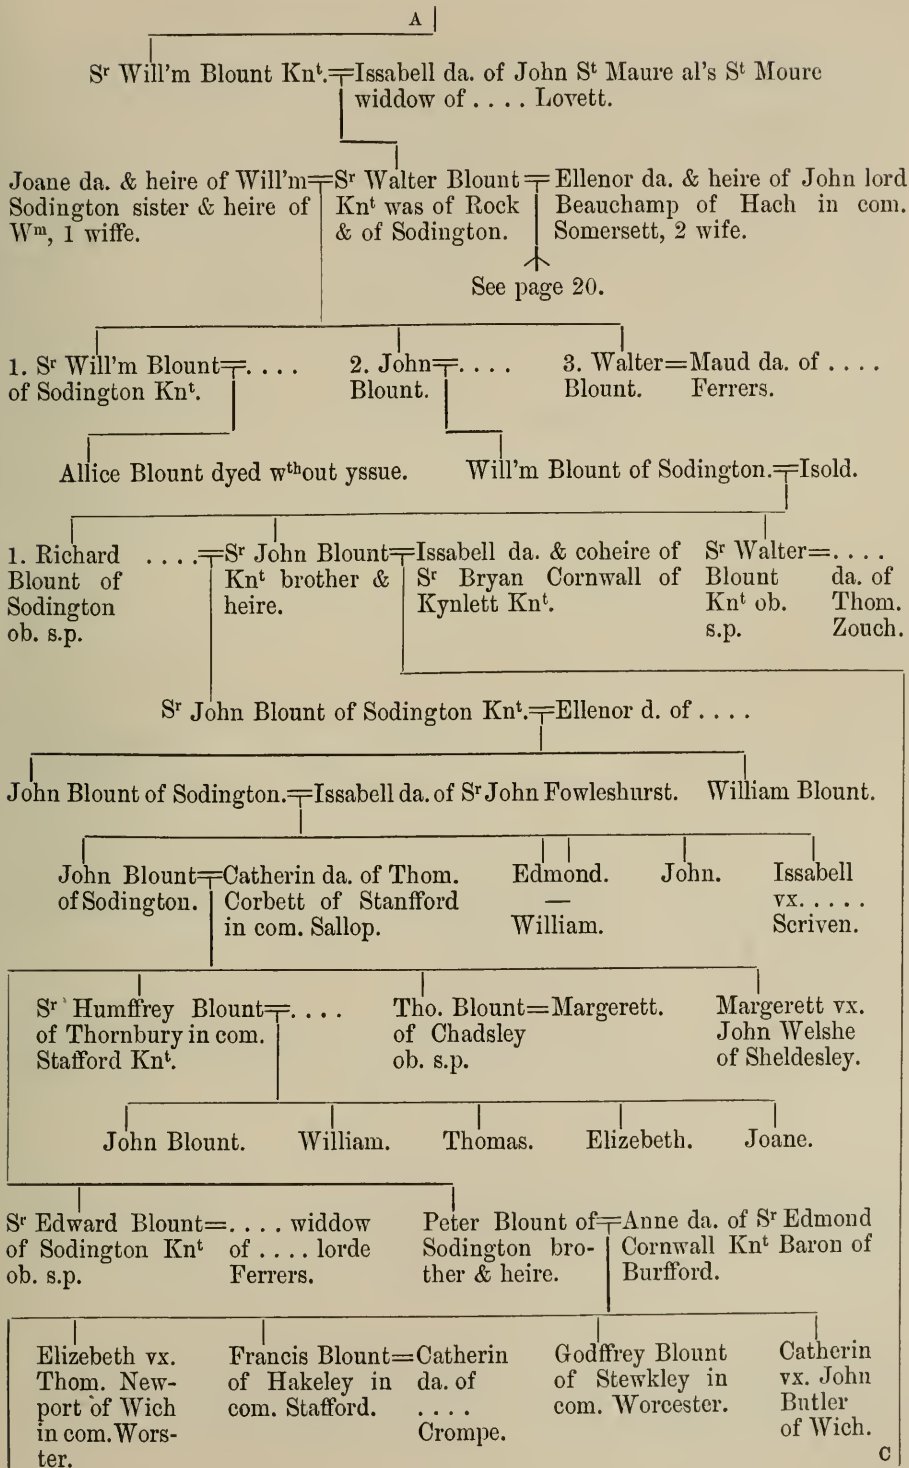 A
Sʳ Will'm Blount Knᵗ.=Issabell da. of John Sᵗ Maure al's Sᵗ Moure
widdow of . . . . Lovett.
Joane da. & heire of Will'm=Sʳ Walter Blount=Ellenor da. & heire of John lord
Sodington sister & heire of Knᵗ was of Rock Beauchamp of Hach in com.
Wᵐ, 1 wiffe. & of Sodington. Somersett, 2 wife.
See page 20.
1. Sʳ Will'm Blount=. . . . 2. John=. . . . 3. Walter=Maud da. of . . . .
of Sodington Knᵗ. Blount. Blount. Ferrers.
Allice Blount dyed wᵗʰout yssue. Will'm Blount of Sodington.=Isold.
1. Richard . . . .=Sʳ John Blount=Issabell da. & coheire of Sʳ Walter=. . . .
Blount of Knᵗ brother & Sʳ Bryan Cornwall of Blount da. of
Sodington heire. Kynlett Knᵗ. Knᵗ ob. Thom.
ob. s.p. s.p. Zouch.
Sʳ John Blount of Sodington Knᵗ.=Ellenor d. of . . . .
John Blount of Sodington.=Issabell da. of Sʳ John Fowleshurst. William Blount.
John Blount=Catherin da. of Thom. Edmond. John. Issabell
of Sodington. Corbett of Stanfford — vx. . . . .
in com. Sallop. William. Scriven.
Sʳ Humffrey Blount=. . . . Tho. Blount=Margerett. Margerett vx.
of Thornbury in com. of Chadsley John Welshe
Stafford Knᵗ. ob. s.p. of Sheldesley.
John Blount. William. Thomas. Elizebeth. Joane.
Sʳ Edward Blount=. . . . widdow Peter Blount of=Anne da. of Sʳ Edmond
of Sodington Knᵗ of . . . . lorde Sodington bro- Cornwall Knᵗ Baron of
ob. s.p. Ferrers. ther & heire. Burfford.
Elizebeth vx. Francis Blount=Catherin Godffrey Blount Catherin
Thom. New- of Hakeley in da. of of Stewkley in vx. John
port of Wich com. Stafford. . . . . com. Worcester. Butler
in com. Wors- Crompe. of Wich.
ter. C